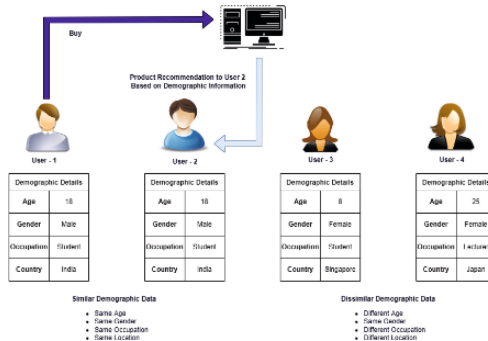 Buy
Product Recommendation to User 2
Based on Demographic Information
User - 1
User - 2
User - 3
User - 4
Demographic Details
Age 18
Gender Male
Occupation Student
Country India
Demographic Details
Age 18
Gender Male
Occupation Student
Country India
Demographic Details
Age 8
Gender Female
Occupation Student
Country Singapore
Demographic Details
Age 25
Gender Female
Occupation Lecturer
Country Japan
Similar Demographic Data
• Same Age
• Same Gender
• Same Occupation
• Same Location
Dissimilar Demographic Data
• Different Age
• Same Gender
• Different Occupation
• Different Location